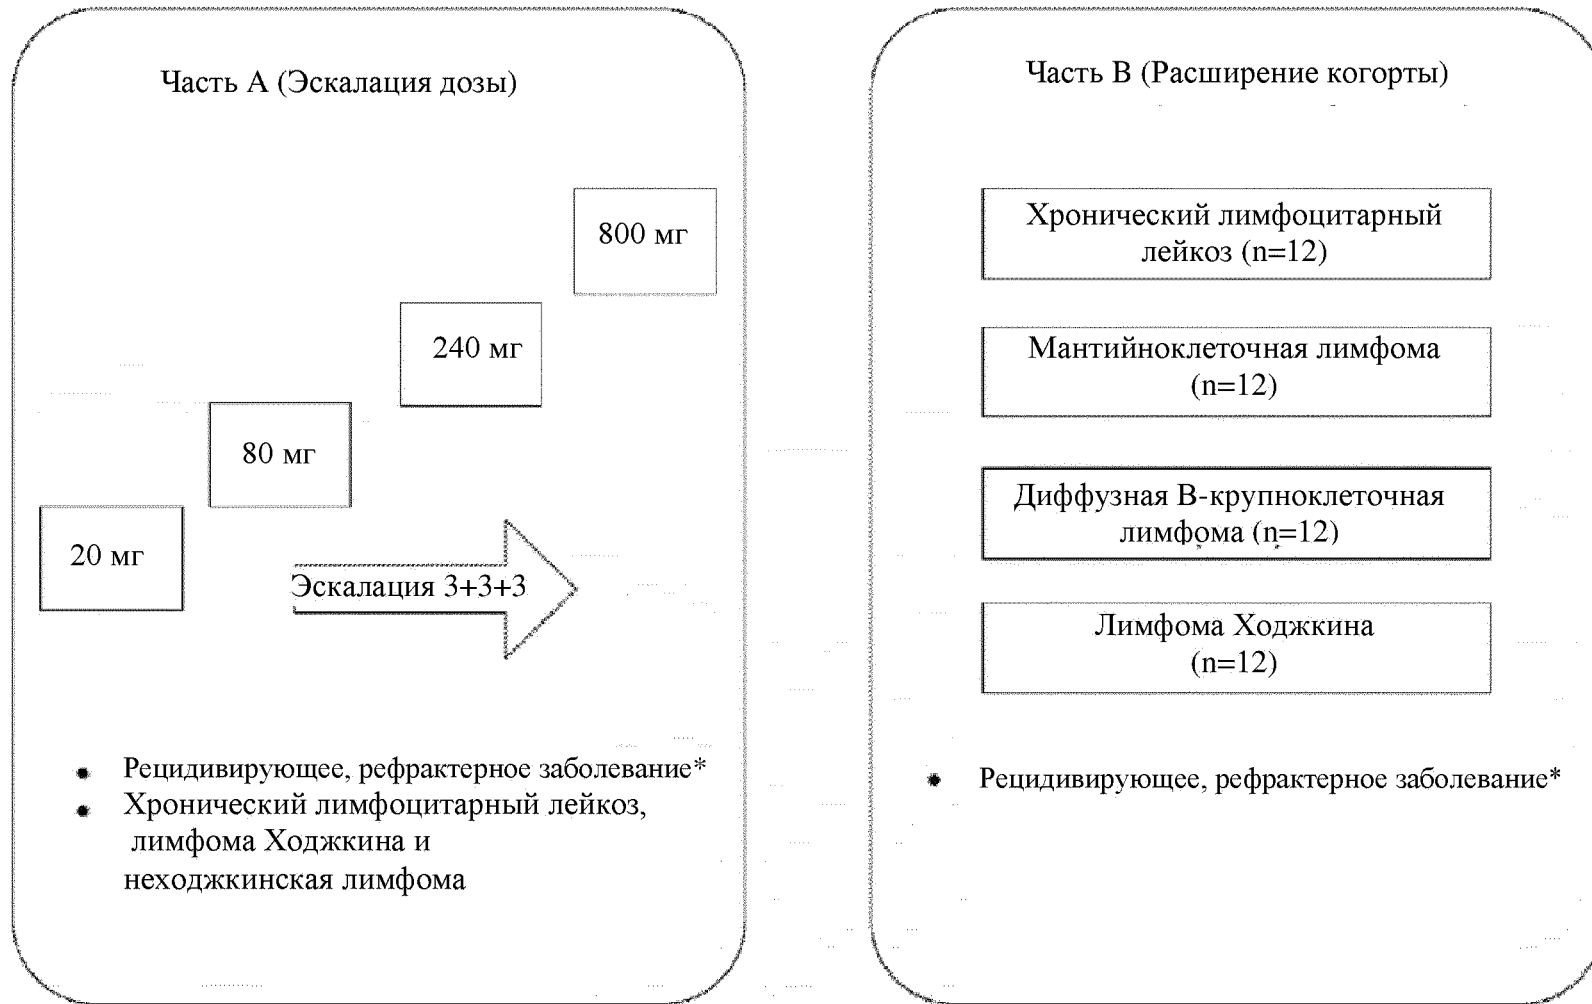 Часть A (Эскалация дозы)
800 мг
240 мг
80 мг
20 мг
Эскалация 3+3+3
Рецидивирующее, рефрактерное заболевание*
Хронический лимфоцитарный лейкоз,
лимфома Ходжкина и
неходжкинская лимфома
Часть B (Расширение когорты)
Хронический лимфоцитарный
лейкоз (n=12)
Мантийноклеточная лимфома
(n=12)
Диффузная В-крупноклеточная
лимфома (n=12)
Лимфома Ходжкина
(n=12)
Рецидивирующее, рефрактерное заболевание*